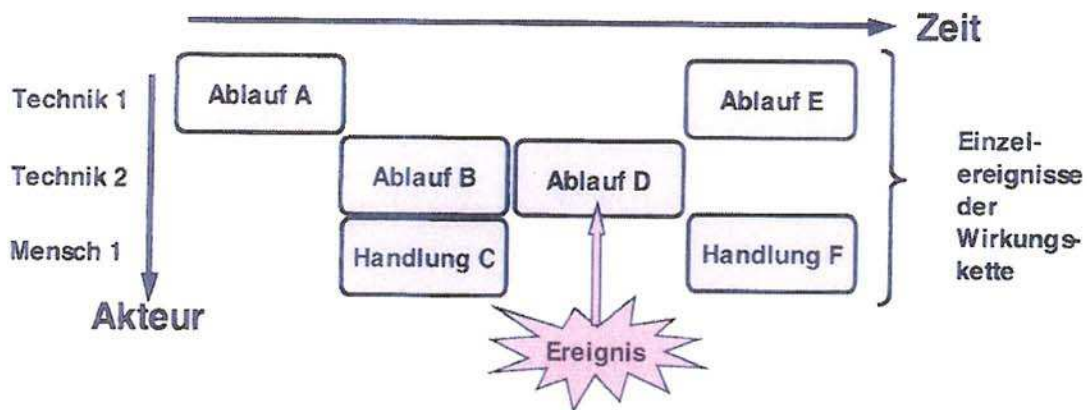 Zeit
Technik 1
Ablauf A
Ablauf E
Technik 2
Ablauf B
Ablauf D
Mensch 1
Handlung C
Handlung F
Akteur
Ereignis
Einzel-
ereignisse
der
Wirkungs-
kette